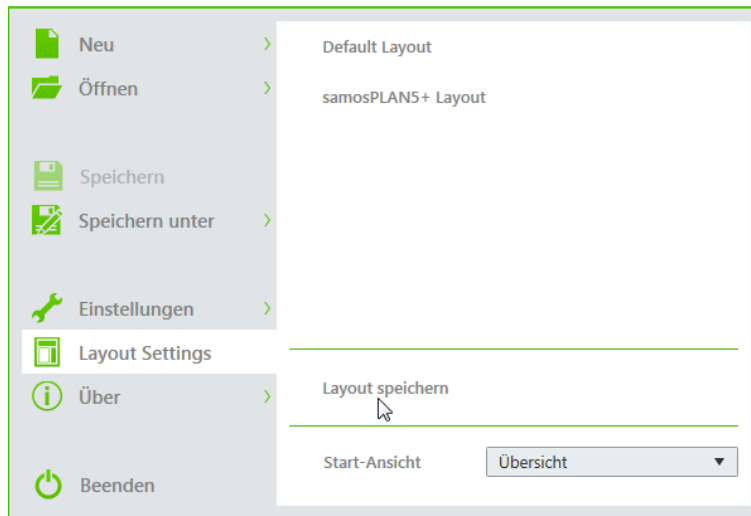 Neu
Öffnen
Speichern
Speichern unter
Einstellungen
Layout Settings
Über
Beenden
Default Layout
samosPLAN5+ Layout
Layout speichern
Start-Ansicht Übersicht